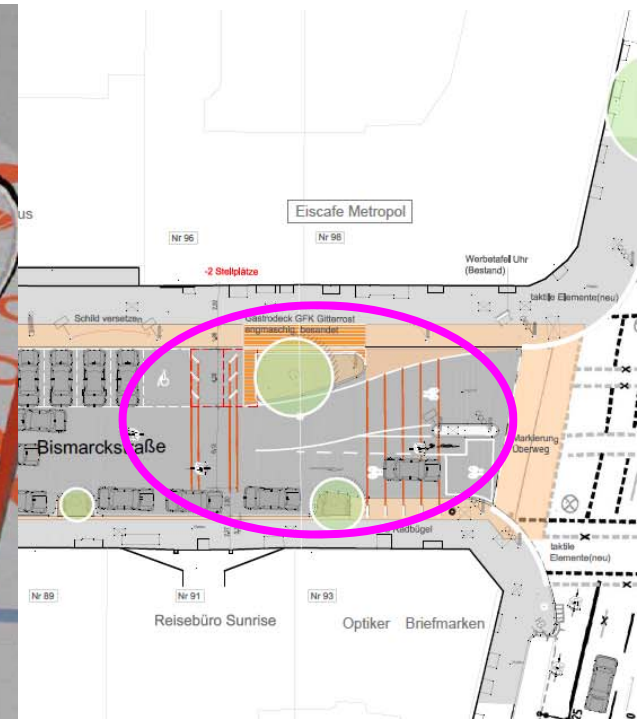 us
Eiscafe Metropol
Nr 96
Nr 98
-2 Stellplätze
Werbetafel Uhr
(Bestand)
taktile Elemente(neu)
Schild versetzen
Gastrodeck GFK Gitterrost
engmaschig, besandet
Bismarckstraße
Markierung
Überweg
taktile
Elemente(neu)
Nr 89
Nr 91
Nr 93
Reisebüro Sunrise
Optiker Briefmarken